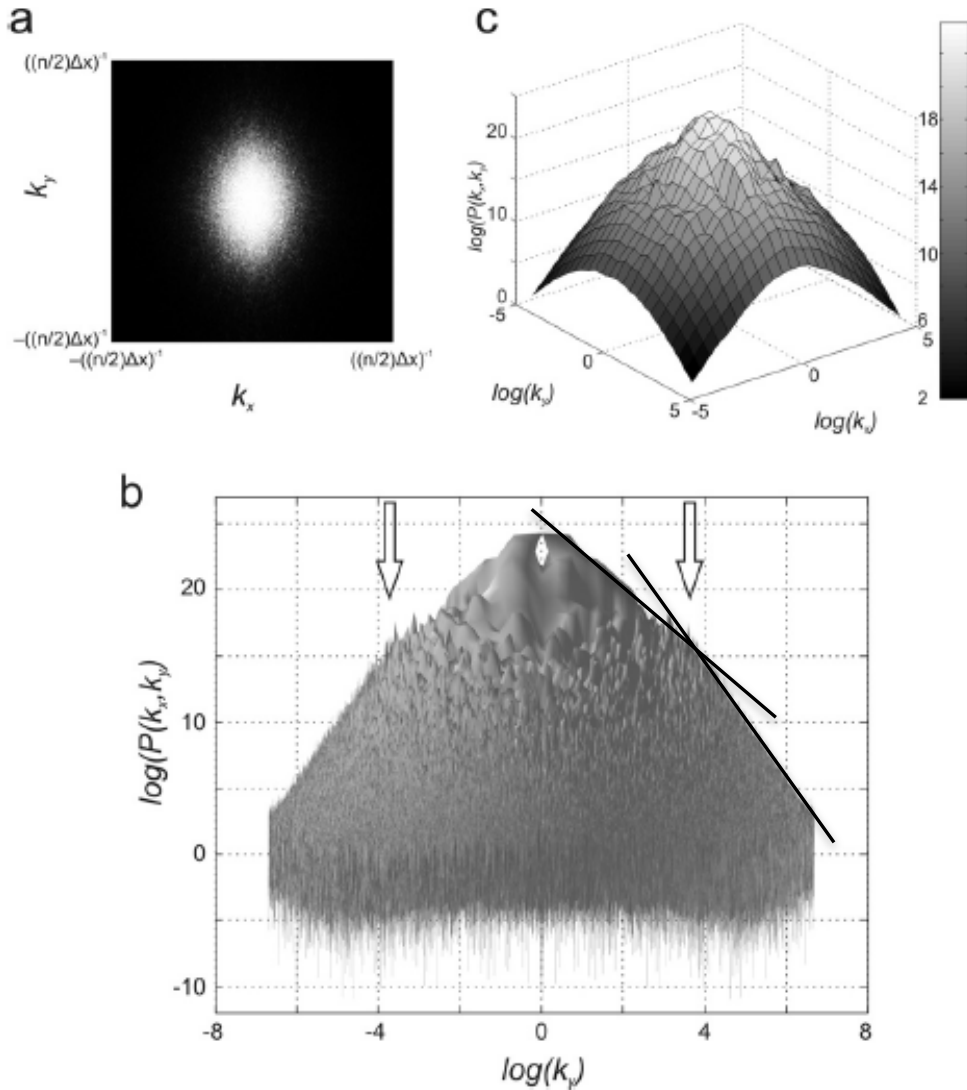 a
((n/2)Δx)⁻¹
k_y
−((n/2)Δx)⁻¹
−((n/2)Δx)⁻¹ ((n/2)Δx)⁻¹
k_x
c
20
10
0
-5
log(P(k_x,k_y)
0
5
log(k_y)
-5
0
5
log(k_x)
18
14
10
6
2
b
20
10
0
-10
log(P(k_x,k_y)
-8 -4 0 4 8
log(k_y)